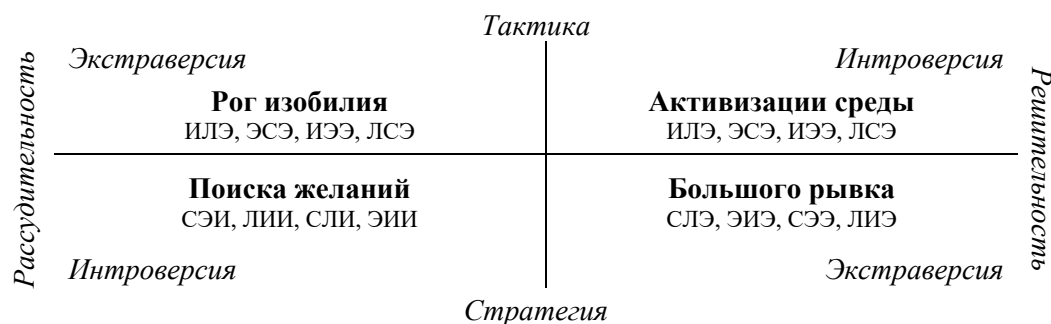 Тактика
Экстраверсия
Интроверсия
Рассудительность
Решительность
Рог изобилия
ИЛЭ, ЭСЭ, ИЭЭ, ЛСЭ
Активизации среды
ИЛЭ, ЭСЭ, ИЭЭ, ЛСЭ
Поиска желаний
СЭИ, ЛИИ, СЛИ, ЭИИ
Большого рывка
СЛЭ, ЭИЭ, СЭЭ, ЛИЭ
Интроверсия
Экстраверсия
Стратегия